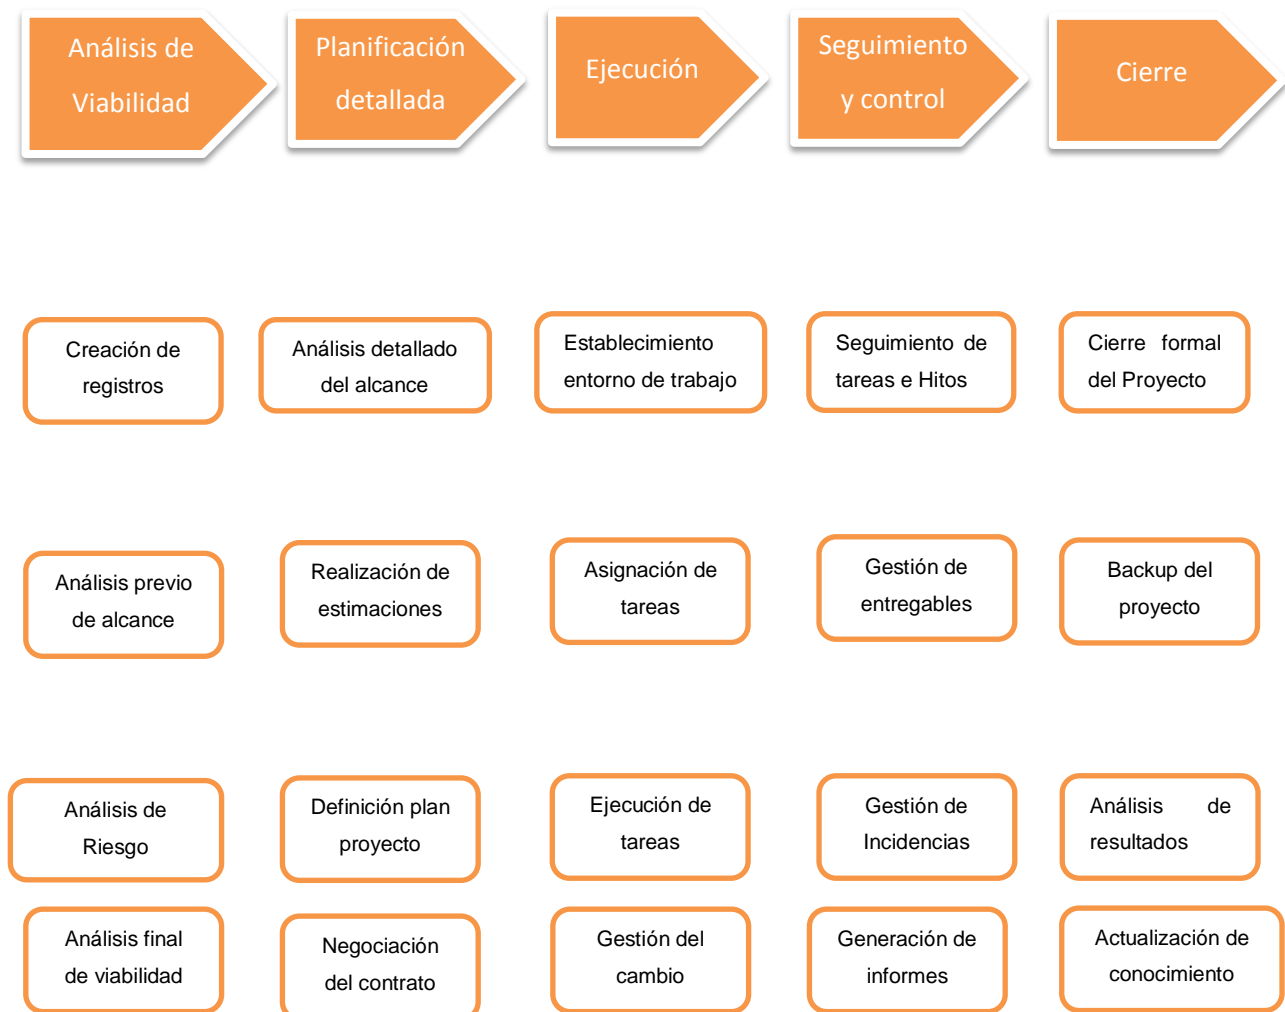 Análisis de
Viabilidad
Planificación
detallada
Ejecución
Seguimiento
y control
Cierre
Creación de
registros
Análisis detallado
del alcance
Establecimiento
entorno de trabajo
Seguimiento de
tareas e Hitos
Cierre formal
del Proyecto
Análisis previo
de alcance
Realización de
estimaciones
Asignación de
tareas
Gestión de
entregables
Backup del
proyecto
Análisis de
Riesgo
Definición plan
proyecto
Ejecución de
tareas
Gestión de
Incidencias
Análisis de
resultados
Análisis final
de viabilidad
Negociación
del contrato
Gestión del
cambio
Generación de
informes
Actualización de
conocimiento